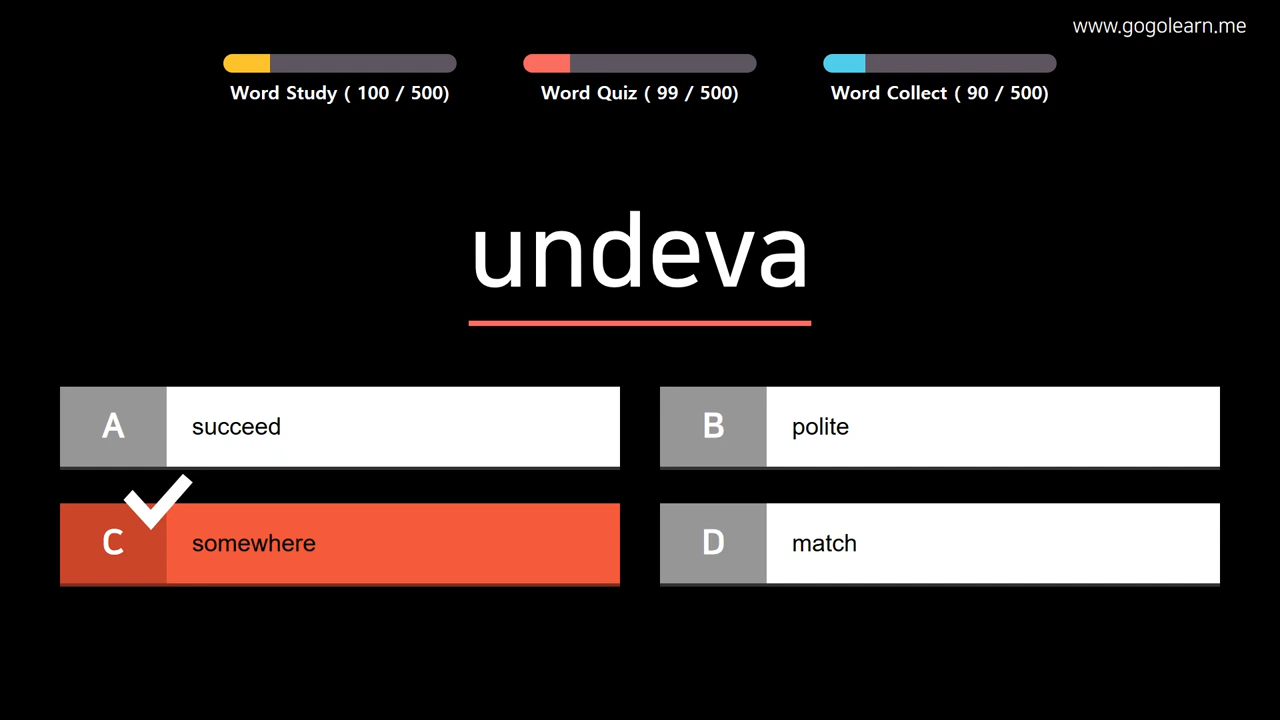 www.gogolearn.me
Word Study ( 100 / 500)
Word Quiz ( 99 / 500)
Word Collect ( 90 / 500)
undeva
A succeed
B polite
C somewhere
D match